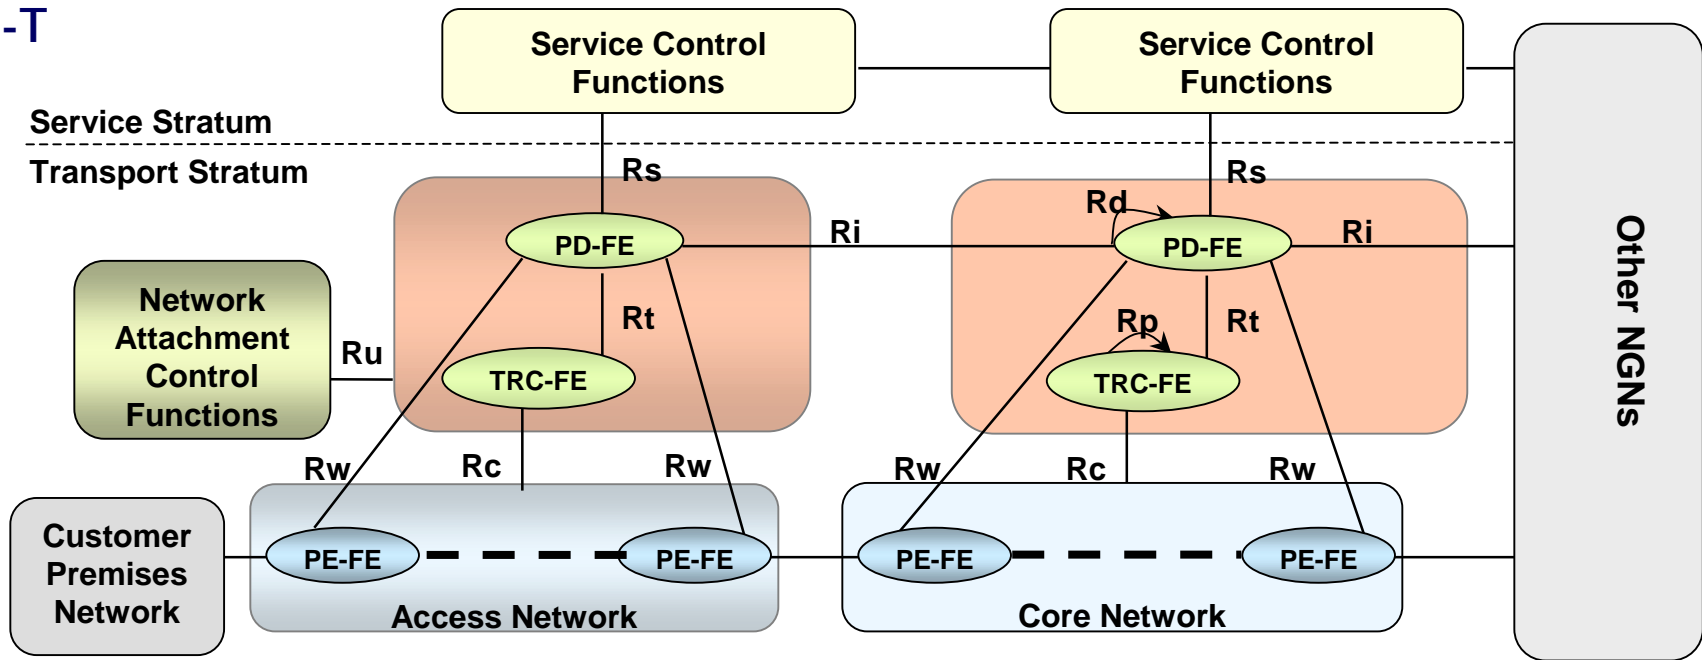 -T
Service Control
Functions
Service Control
Functions
Service Stratum
Transport Stratum
Rs
Rs
Rd
PD-FE
Ri
PD-FE
Ri
Network
Attachment
Control
Functions
Ru
Rt
Rp
Rt
TRC-FE
TRC-FE
Rw
Rc
Rw
Rw
Rc
Rw
Customer
Premises
Network
PE-FE
PE-FE
PE-FE
PE-FE
Access Network
Core Network
Other NGNs